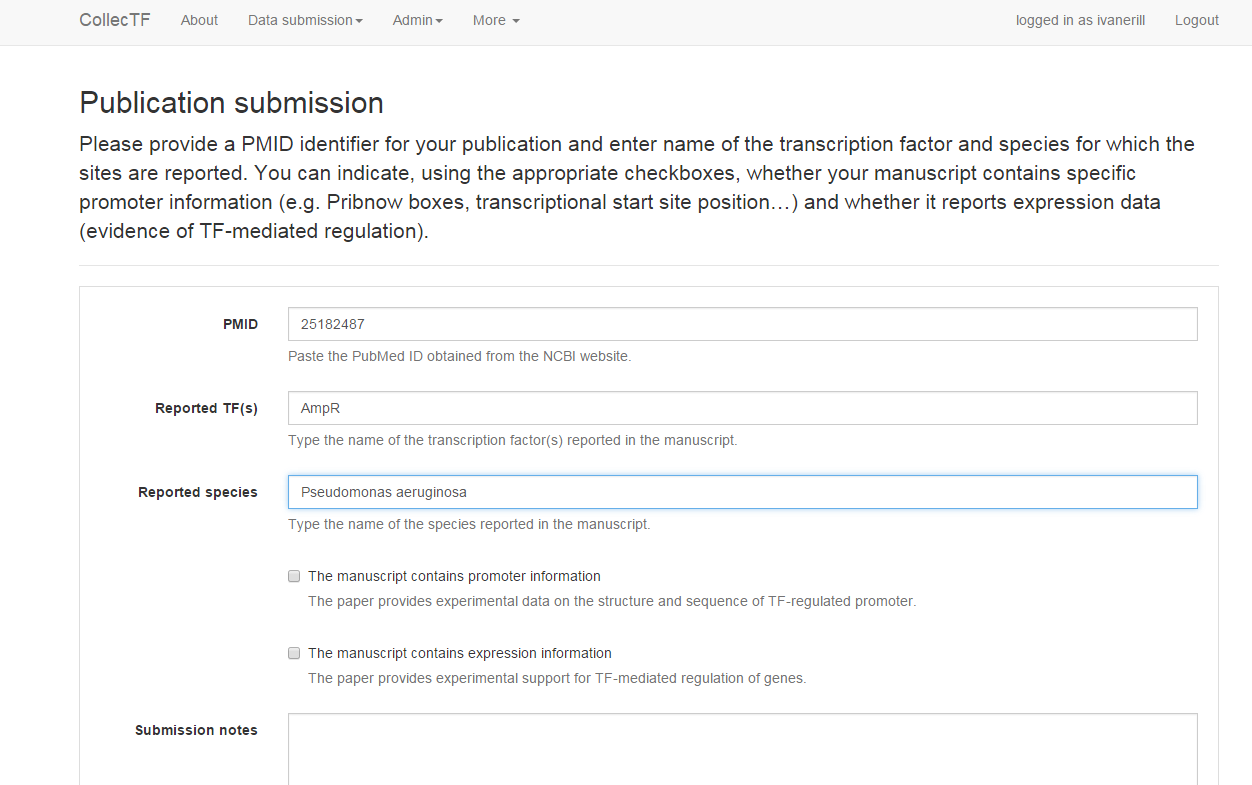 CollecTF About Data submission Admin More logged in as ivanerill Logout
Publication submission
Please provide a PMID identifier for your publication and enter name of the transcription factor and species for which the
sites are reported. You can indicate, using the appropriate checkboxes, whether your manuscript contains specific
promoter information (e.g. Pribnow boxes, transcriptional start site position…) and whether it reports expression data
(evidence of TF-mediated regulation).
PMID 25182487
Paste the PubMed ID obtained from the NCBI website.
Reported TF(s) AmpR
Type the name of the transcription factor(s) reported in the manuscript.
Reported species Pseudomonas aeruginosa
Type the name of the species reported in the manuscript.
The manuscript contains promoter information
The paper provides experimental data on the structure and sequence of TF-regulated promoter.
The manuscript contains expression information
The paper provides experimental support for TF-mediated regulation of genes.
Submission notes